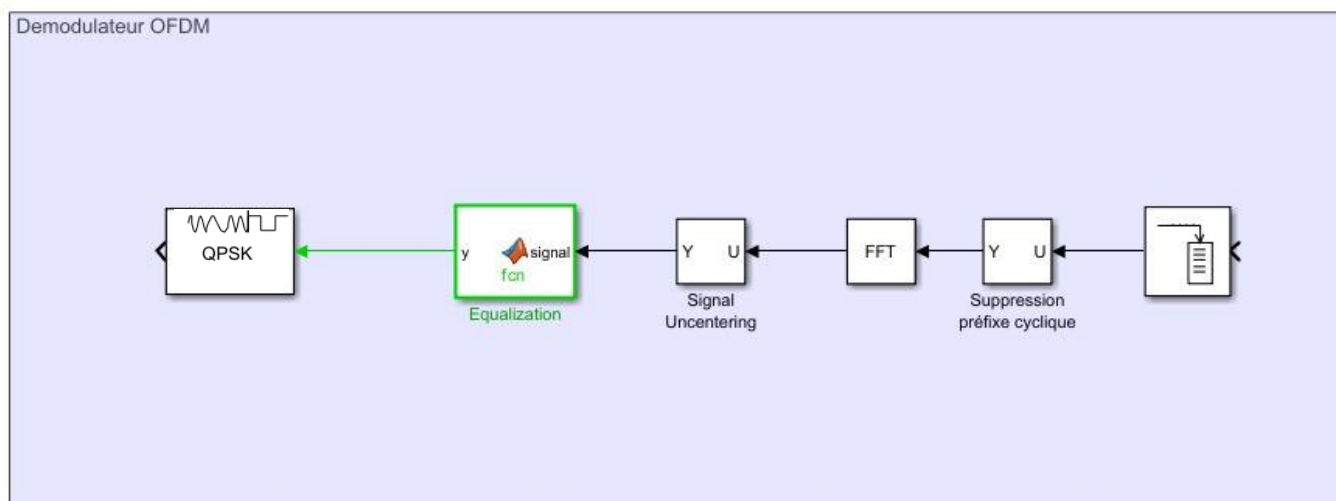 Demodulateur OFDM
QPSK
y
signal
fcn
Equalization
Y
U
Signal
Uncentering
FFT
Y
U
Suppression
préfixe cyclique